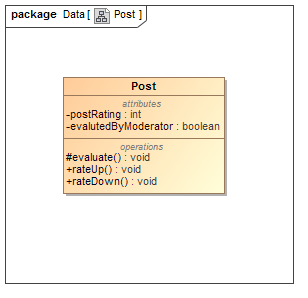 package Data [ Post ]
Post
attributes
-postRating : int
-evalutedByModerator : boolean
operations
#evaluate() : void
+rateUp() : void
+rateDown() : void